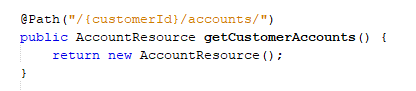 @Path("/{customerId}/accounts/")
public AccountResource getCustomerAccounts() {
    return new AccountResource();
}